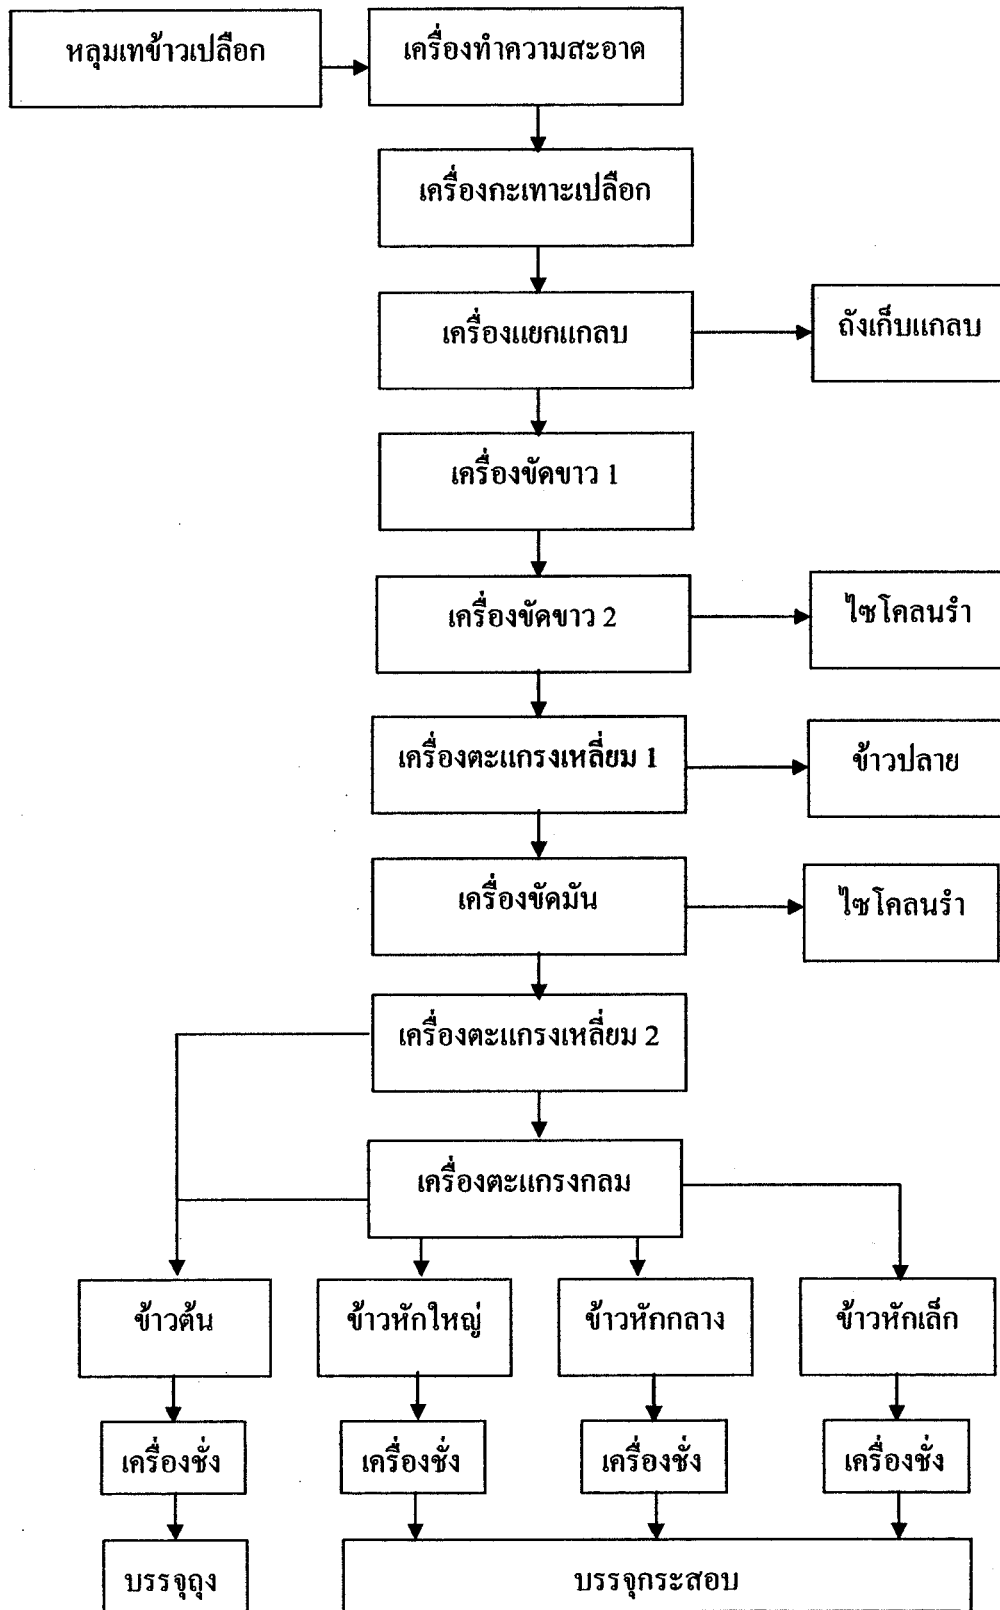 หลุมเทข้าวเปลือก
เครื่องทำความสะอาด
เครื่องกะเทาะเปลือก
เครื่องแยกแกลบ
ถังเก็บแกลบ
เครื่องขัดขาว 1
เครื่องขัดขาว 2
ไซโคลนรำ
เครื่องตะแกรงเหลี่ยม 1
ข้าวปลาย
เครื่องขัดมัน
ไซโคลนรำ
เครื่องตะแกรงเหลี่ยม 2
เครื่องตะแกรงกลม
ข้าวต้น
ข้าวหักใหญ่
ข้าวหักกลาง
ข้าวหักเล็ก
เครื่องชั่ง
เครื่องชั่ง
เครื่องชั่ง
เครื่องชั่ง
บรรจุถุง
บรรจุกระสอบ